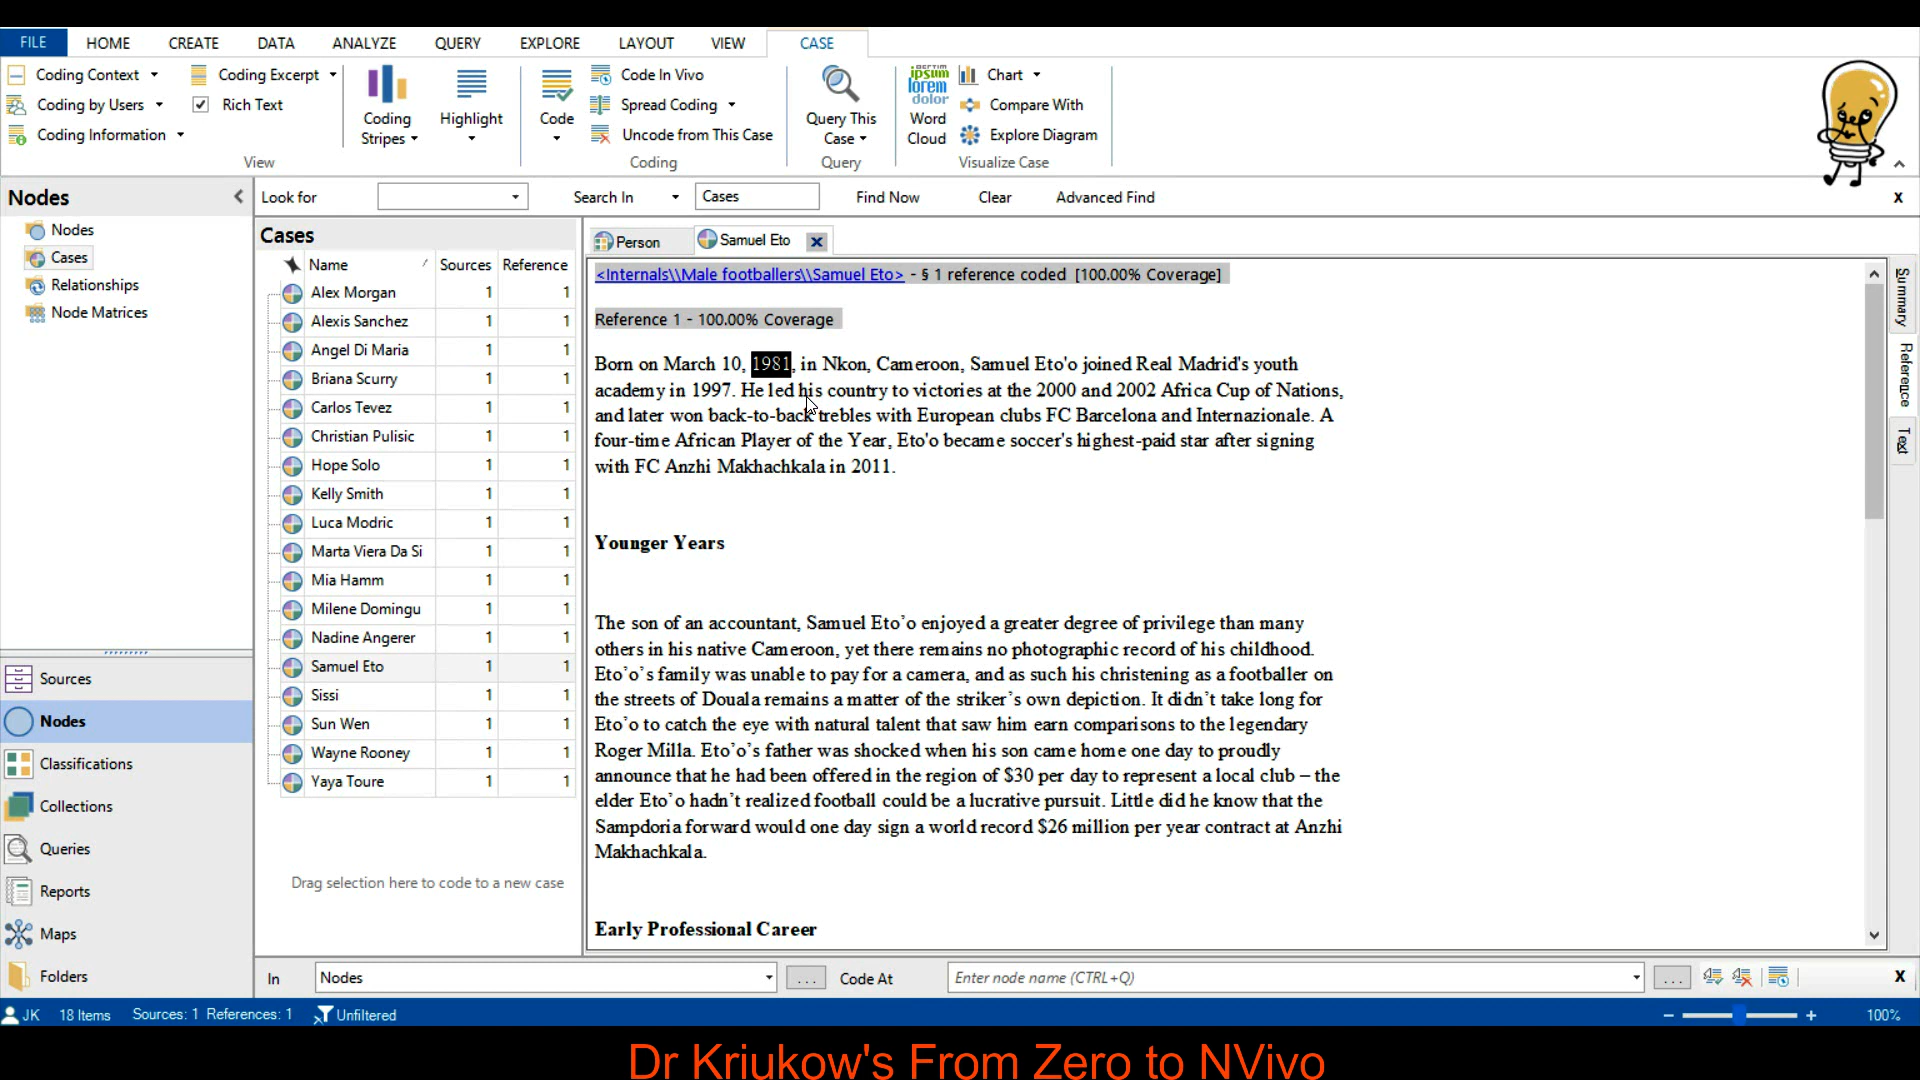 FILE HOME CREATE DATA ANALYZE QUERY EXPLORE LAYOUT VIEW CASE
Coding Context
Coding by Users
Coding Information
Coding Excerpt
Rich Text
View
Coding
Stripes
Highlight
Code
Code In Vivo
Spread Coding
Uncode from This Case
Coding
Query This
Case
Query
ipsum
lorem
dolor
Word
Cloud
Chart
Compare With
Explore Diagram
Visualize Case
Nodes
Look for Search In Cases Find Now Clear Advanced Find x
Nodes
Cases
Relationships
Node Matrices
Sources
Nodes
Classifications
Collections
Queries
Reports
Maps
Folders
Cases
Name Sources Reference
Alex Morgan 1 1
Alexis Sanchez 1 1
Angel Di Maria 1 1
Briana Scurry 1 1
Carlos Tevez 1 1
Christian Pulisic 1 1
Hope Solo 1 1
Kelly Smith 1 1
Luca Modric 1 1
Marta Viera Da Si 1 1
Mia Hamm 1 1
Milene Domingu 1 1
Nadine Angerer 1 1
Samuel Eto 1 1
Sissi 1 1
Sun Wen 1 1
Wayne Rooney 1 1
Yaya Toure 1 1
Drag selection here to code to a new case
Person Samuel Eto
<Internals\\Male footballers\\Samuel Eto> - § 1 reference coded [100.00% Coverage]
Reference 1 - 100.00% Coverage
Born on March 10, 1981, in Nkon, Cameroon, Samuel Eto'o joined Real Madrid's youth
academy in 1997. He led his country to victories at the 2000 and 2002 Africa Cup of Nations,
and later won back-to-back trebles with European clubs FC Barcelona and Internazionale. A
four-time African Player of the Year, Eto'o became soccer's highest-paid star after signing
with FC Anzhi Makhachkala in 2011.
Younger Years
The son of an accountant, Samuel Eto’o enjoyed a greater degree of privilege than many
others in his native Cameroon, yet there remains no photographic record of his childhood.
Eto’o’s family was unable to pay for a camera, and as such his christening as a footballer on
the streets of Douala remains a matter of the striker’s own depiction. It didn’t take long for
Eto’o to catch the eye with natural talent that saw him earn comparisons to the legendary
Roger Milla. Eto’o’s father was shocked when his son came home one day to proudly
announce that he had been offered in the region of $30 per day to represent a local club – the
elder Eto’o hadn’t realized football could be a lucrative pursuit. Little did he know that the
Sampdoria forward would one day sign a world record $26 million per year contract at Anzhi
Makhachkala.
Early Professional Career
Summary
Reference
Text
In Nodes ... Code At Enter node name (CTRL+Q) ... X
JK 18 Items Sources: 1 References: 1 Unfiltered 100%
Dr Kriukow's From Zero to NVivo